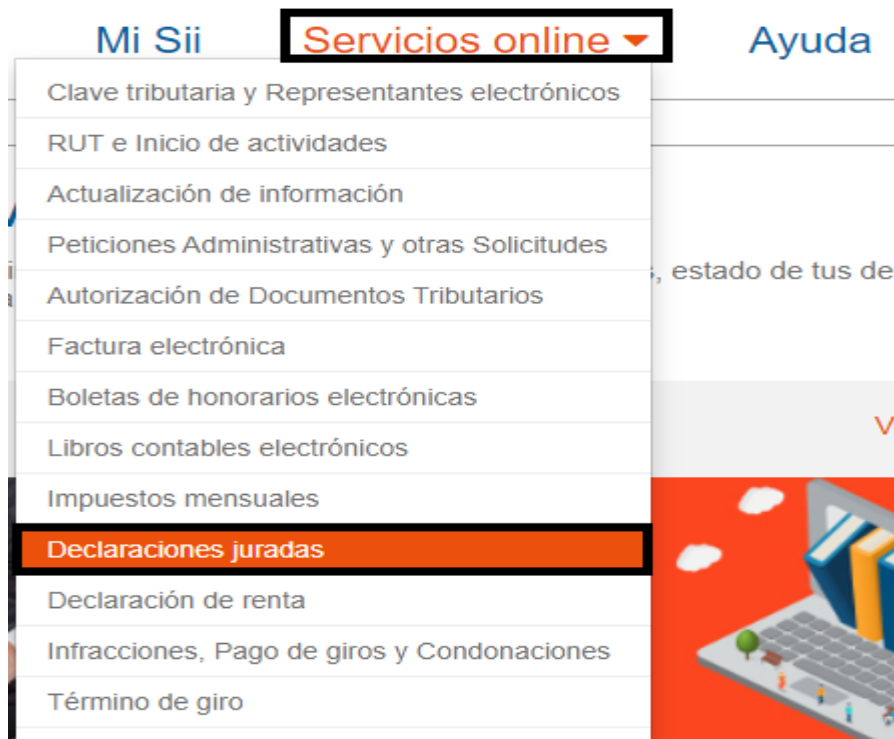 Mi Sii Servicios online Ayuda
Clave tributaria y Representantes electrónicos
RUT e Inicio de actividades
Actualización de información
Peticiones Administrativas y otras Solicitudes
, estado de tus de
Autorización de Documentos Tributarios
Factura electrónica
Boletas de honorarios electrónicas
Libros contables electrónicos
Impuestos mensuales
Declaraciones juradas
Declaración de renta
Infracciones, Pago de giros y Condonaciones
Término de giro